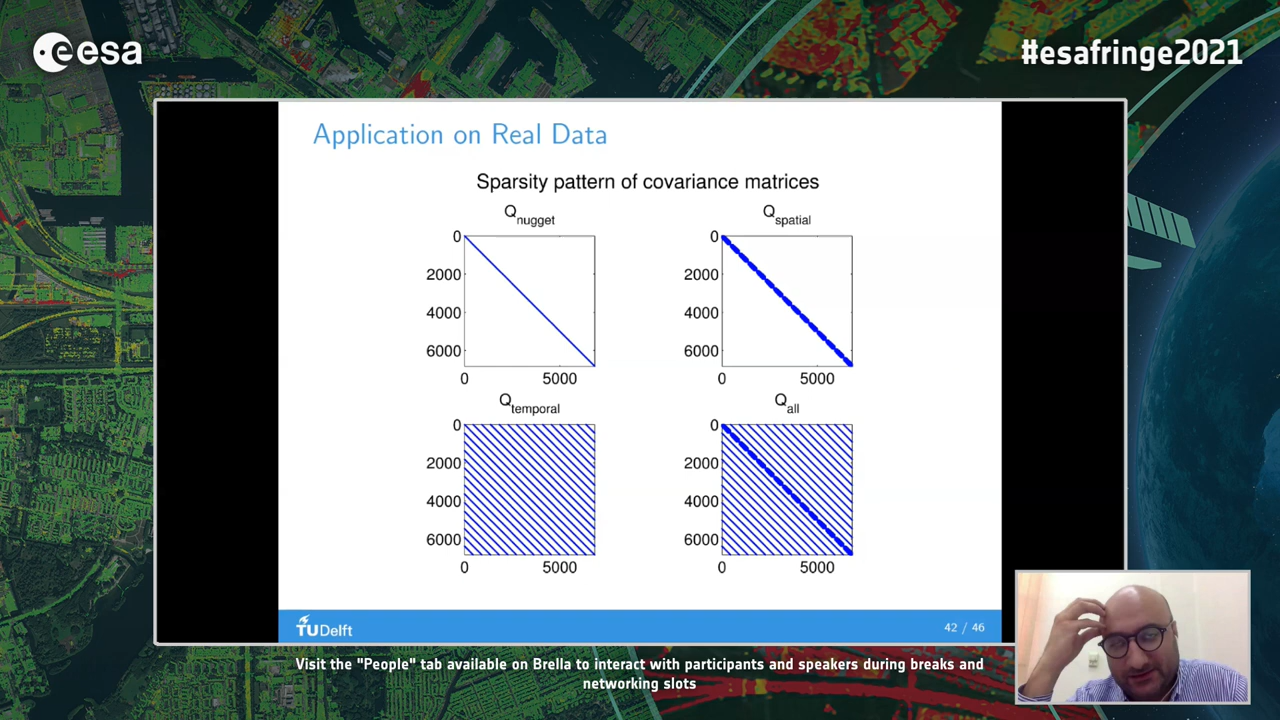 esa
#esafringe2021
Application on Real Data
Sparsity pattern of covariance matrices
Q nugget
Q spatial
0
2000
4000
6000
0 5000
0
2000
4000
6000
0 5000
Q temporal
Q all
0
2000
4000
6000
0 5000
0
2000
4000
6000
0 5000
TUDelft
42 / 46
Visit the "People" tab available on Brella to interact with participants and speakers during breaks and
networking slots